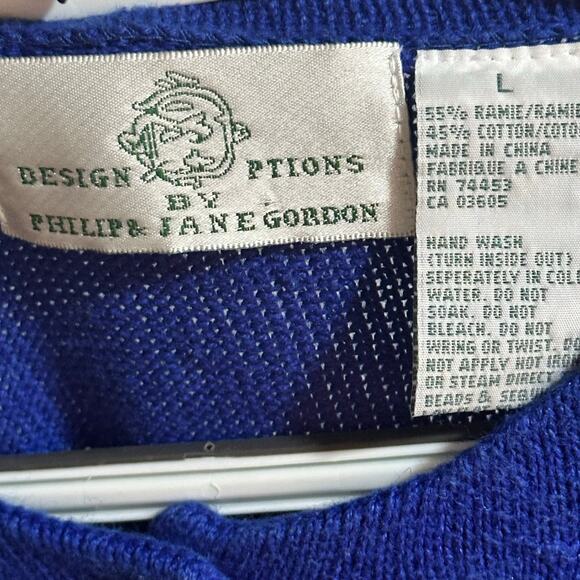 DESIGN PTIONS
BY
PHILIP & JANE GORDON
L
55% RAMIE/RAMIE
45% COTTON/COTO
MADE IN CHINA
FABRIQUE A CHINE
RN 74453
CA 03605
HAND WASH
(TURN INSIDE OUT)
SEPERATELY IN COLD
WATER. DO NOT
SOAK. DO NOT
BLEACH. DO NOT
WRING OR TWIST. DO
NOT APPLY HOT IRON
OR STEAM DIRECT
BEADS & SEQU